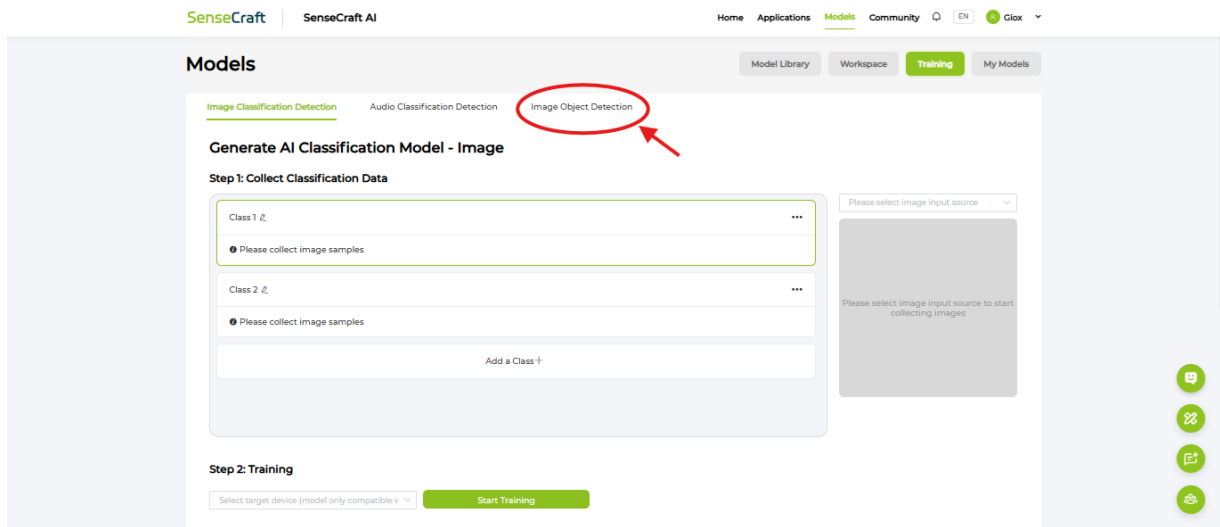 SenseCraft SenseCraft AI Home Applications Models Community EN Giox
Models Model Library Workspace Training My Models
Image Classification Detection Audio Classification Detection Image Object Detection
Generate AI Classification Model - Image
Step 1: Collect Classification Data
Please select image input source
Class 1
Please collect image samples
Class 2
Please select image input source to start
collecting images
Please collect image samples
Add a Class+
Step 2: Training
Select target device (model only compatible Start Training